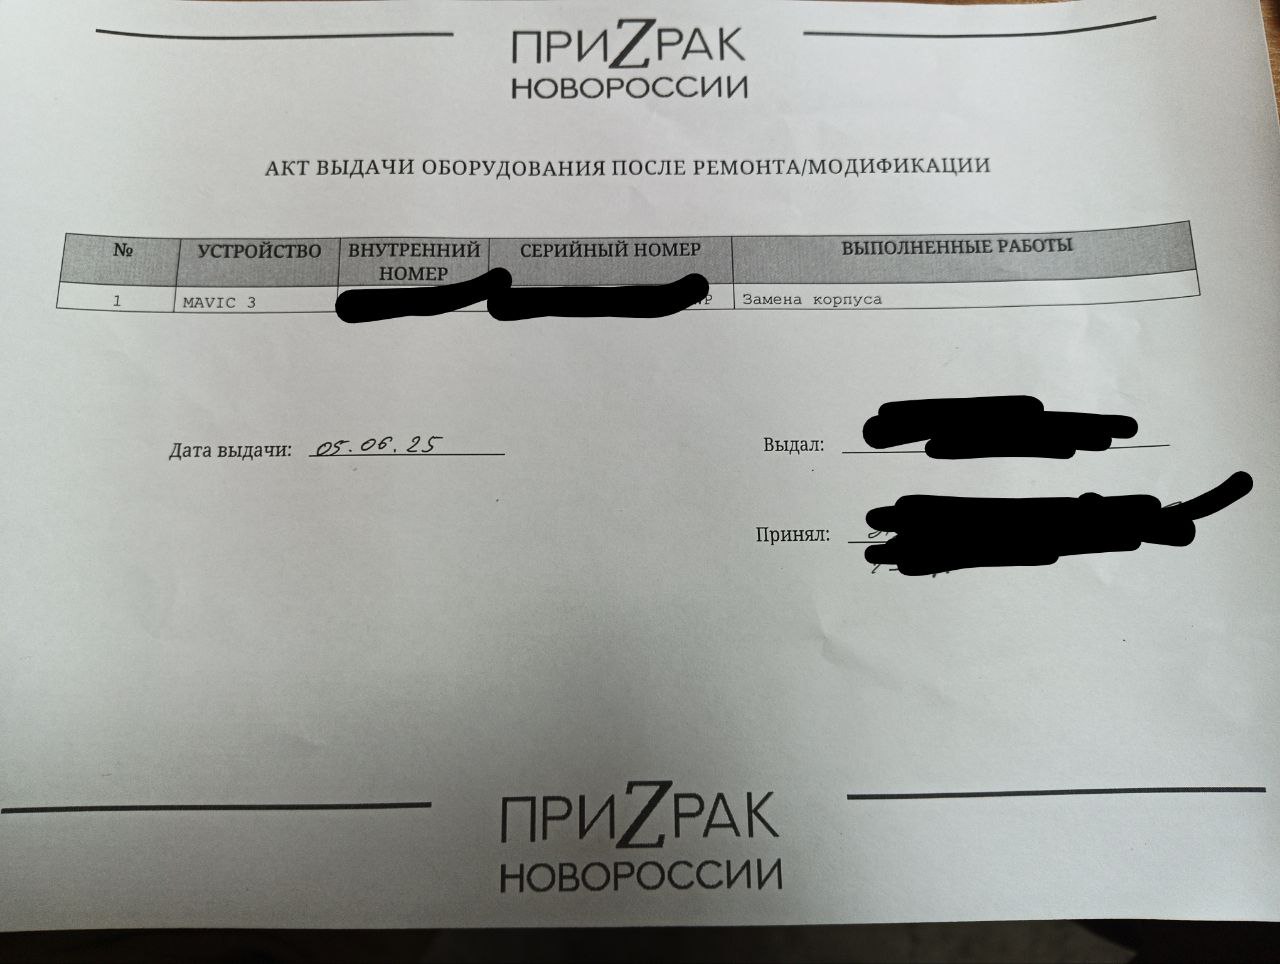 ПРИZРАК
НОВОРОССИИ
АКТ ВЫДАЧИ ОБОРУДОВАНИЯ ПОСЛЕ РЕМОНТА/МОДИФИКАЦИИ
№ УСТРОЙСТВО ВНУТРЕННИЙ НОМЕР СЕРИЙНЫЙ НОМЕР ВЫПОЛНЕННЫЕ РАБОТЫ
1 MAVIC 3 Замена корпуса
Дата выдачи: 05.06.25 Выдал:
Принял:
ПРИZРАК
НОВОРОССИИ